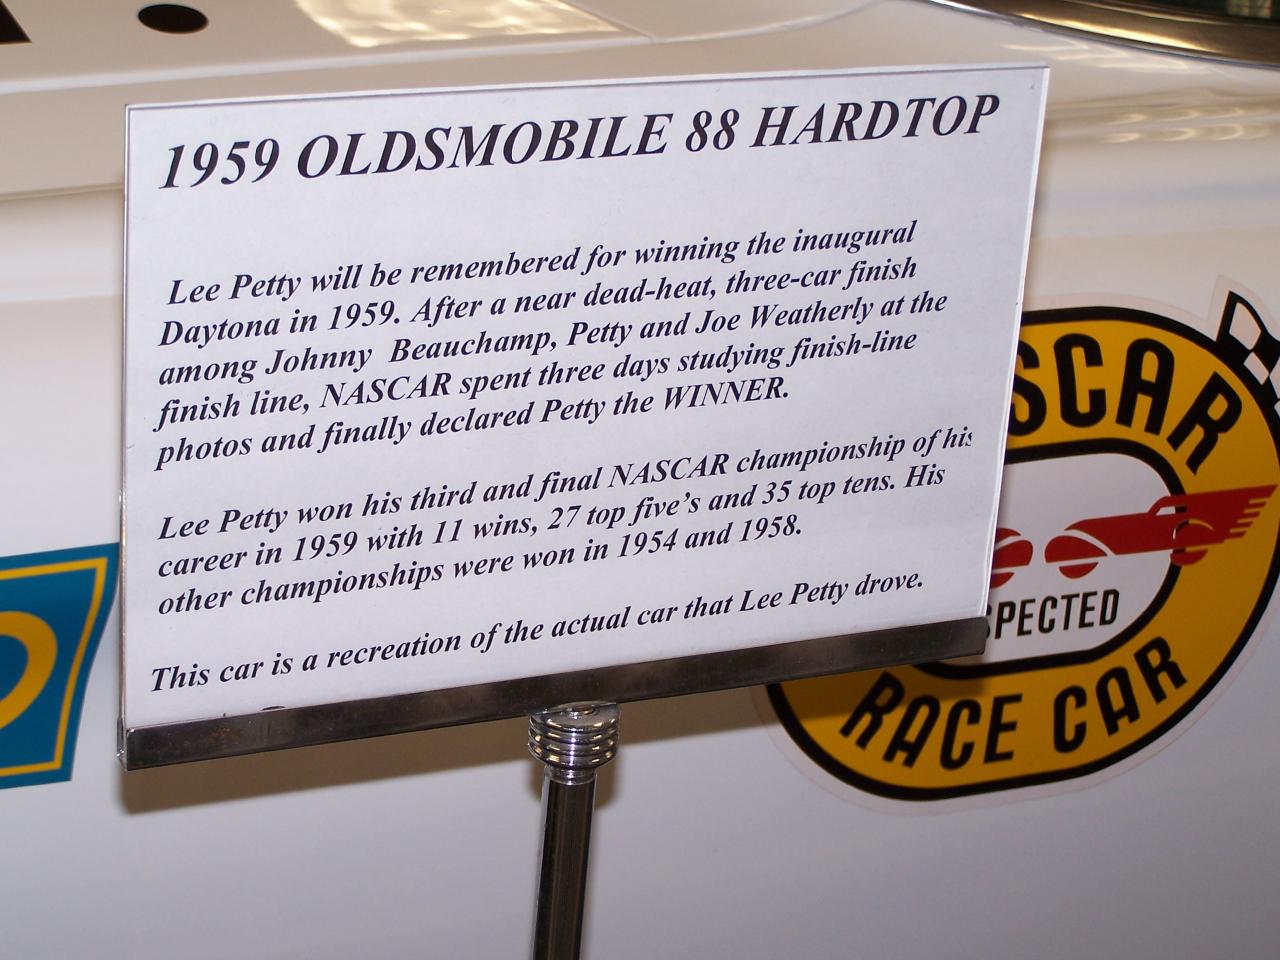 1959 OLDSMOBILE 88 HARDTOP
Lee Petty will be remembered for winning the inaugural
Daytona in 1959. After a near dead-heat, three-car finish
among Johnny Beauchamp, Petty and Joe Weatherly at the
finish line, NASCAR spent three days studying finish-line
photos and finally declared Petty the WINNER.
Lee Petty won his third and final NASCAR championship of his
career in 1959 with 11 wins, 27 top five's and 35 top tens. His
other championships were won in 1954 and 1958.
This car is a recreation of the actual car that Lee Petty drove.
SCAR
SPECTED
RACE CAR